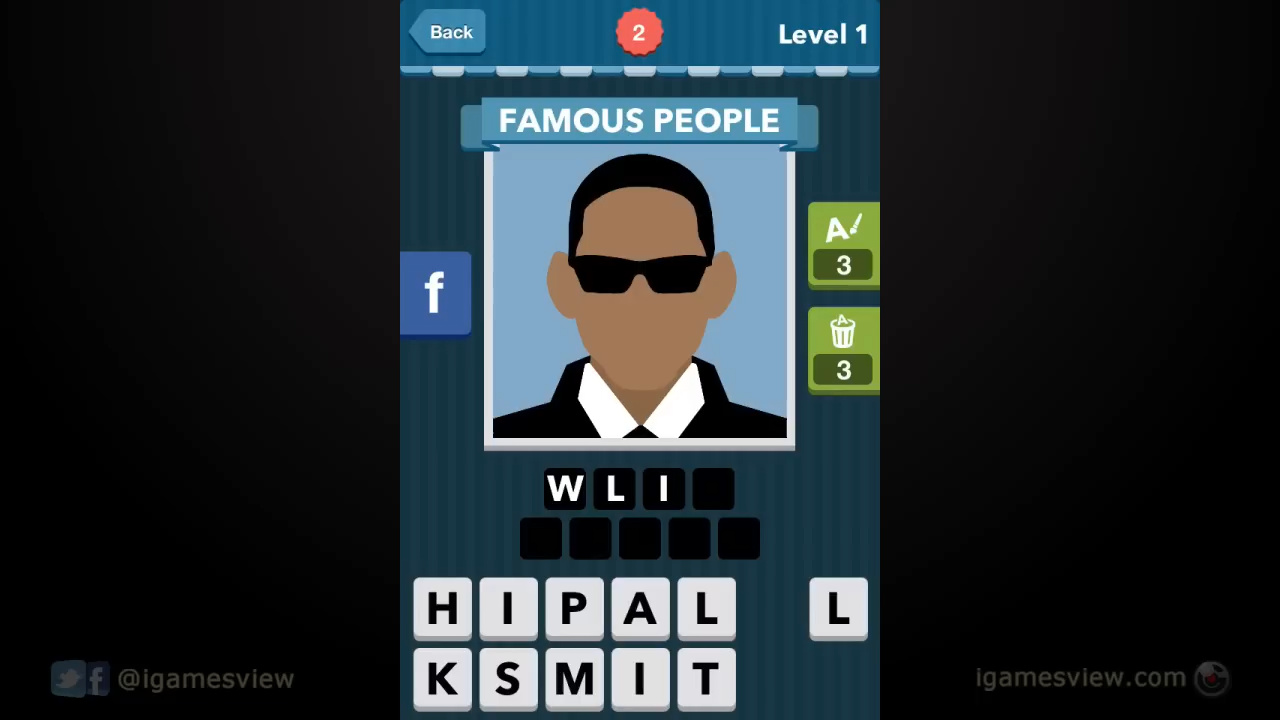 Back 2 Level 1
FAMOUS PEOPLE
A
3
f
A
3
W L I
H I P A L L
K S M I T
@igamesview
igamesview.com